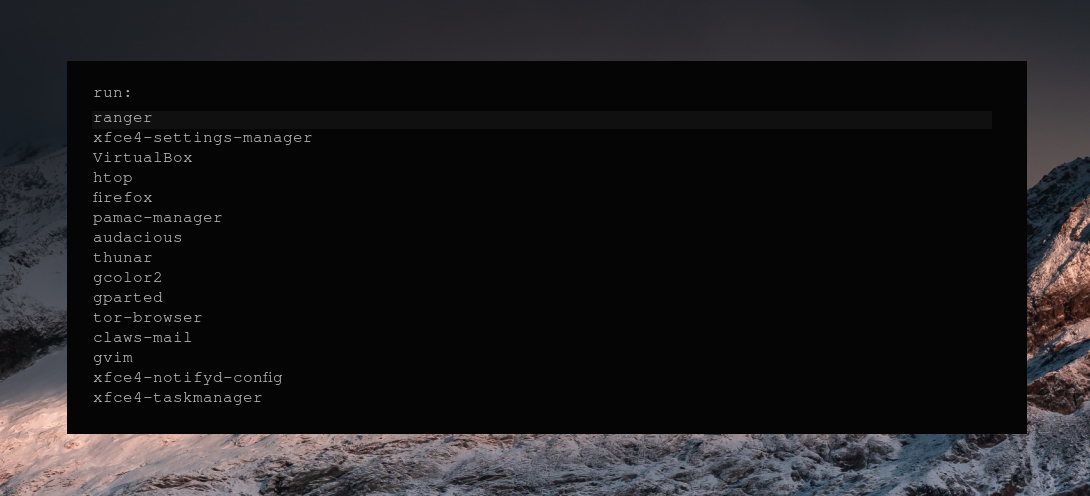 run:
ranger
xfce4-settings-manager
VirtualBox
htop
firefox
pamac-manager
audacious
thunar
gcolor2
gparted
tor-browser
claws-mail
gvim
xfce4-notifyd-config
xfce4-taskmanager